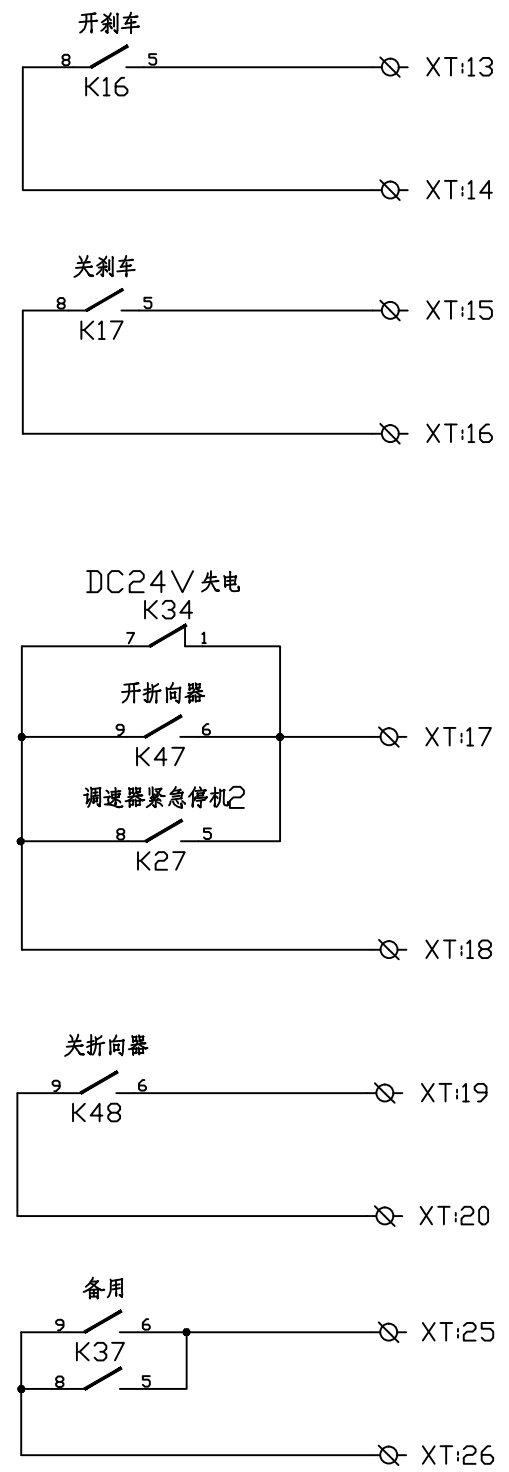 开刹车
8 5 XT:13
K16
XT:14
关刹车
8 5 XT:15
K17
XT:16
DC24V失电
K34
7 1
开折向器
9 6 XT:17
K47
调速器紧急停机2
8 5
K27
XT:18
关折向器
9 6 XT:19
K48
XT:20
备用
9 6 XT:25
K37
8 5
XT:26